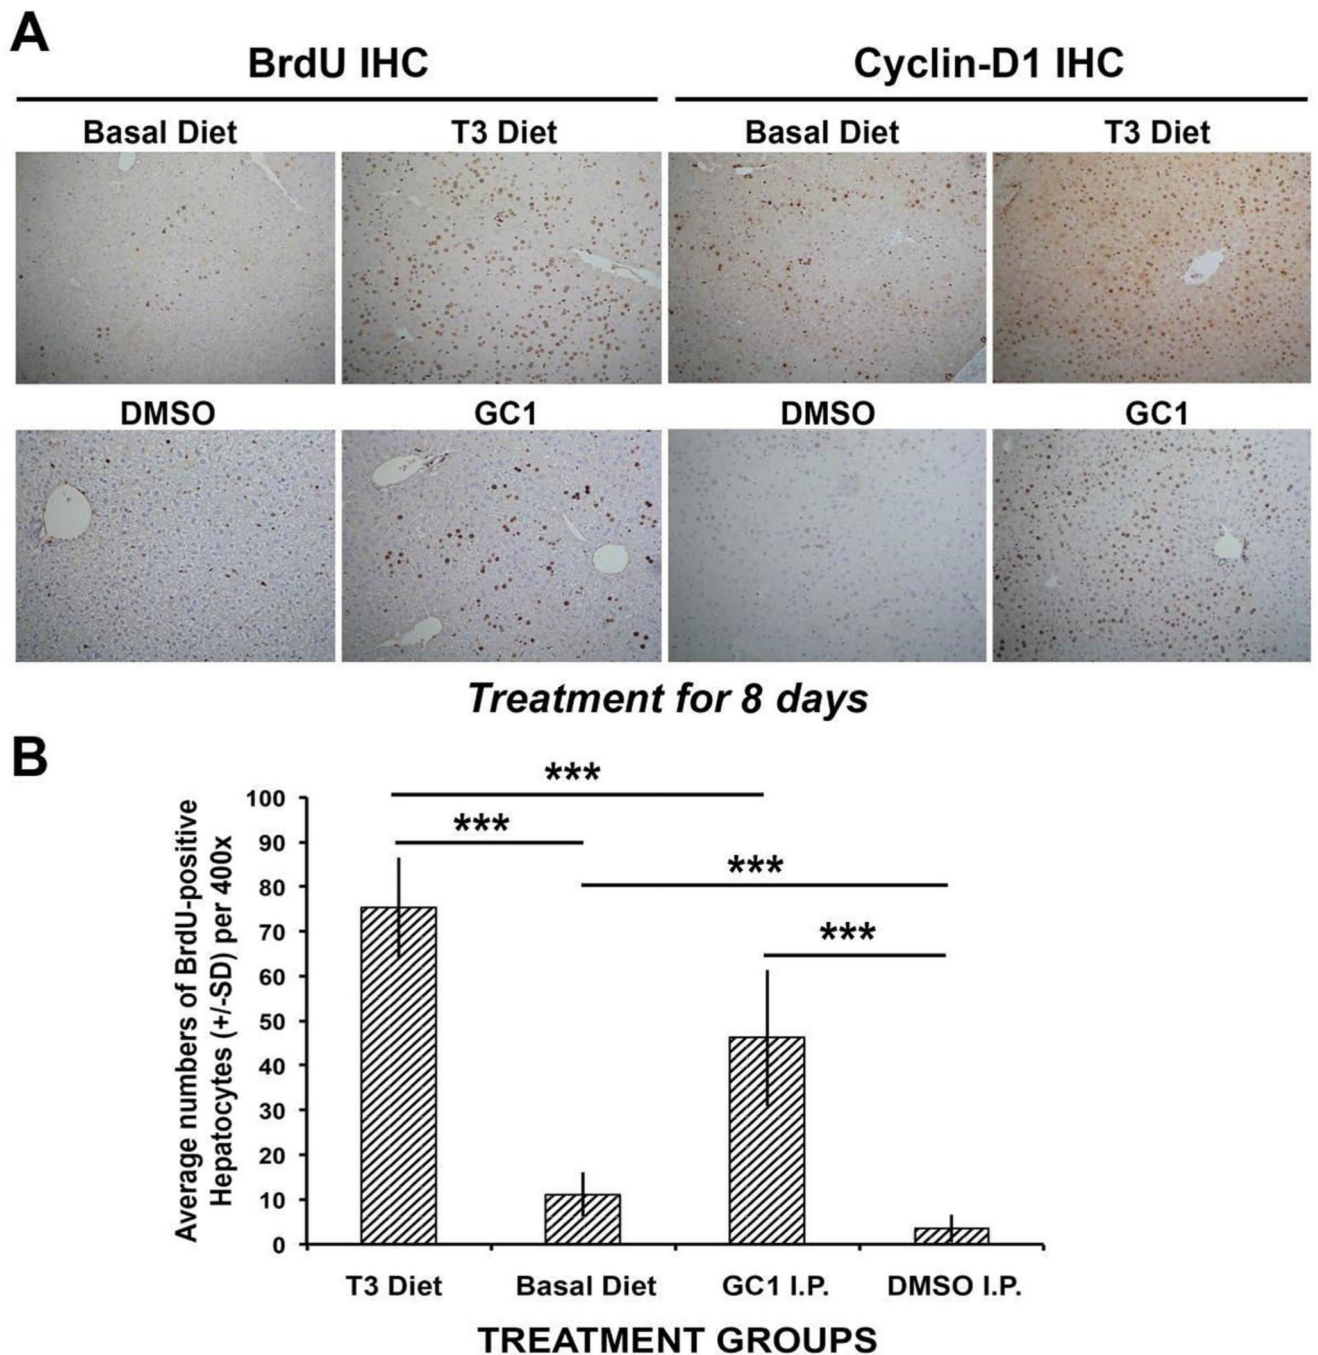 A
BrdU IHC
Cyclin-D1 IHC
Basal Diet
T3 Diet
Basal Diet
T3 Diet
DMSO
GC1
DMSO
GC1
Treatment for 8 days
B
Average numbers of BrdU-positive
Hepatocytes (+/-SD) per 400x
100
90
80
70
60
50
40
30
20
10
0
***
***
***
***
T3 Diet
Basal Diet
GC1 I.P.
DMSO I.P.
TREATMENT GROUPS